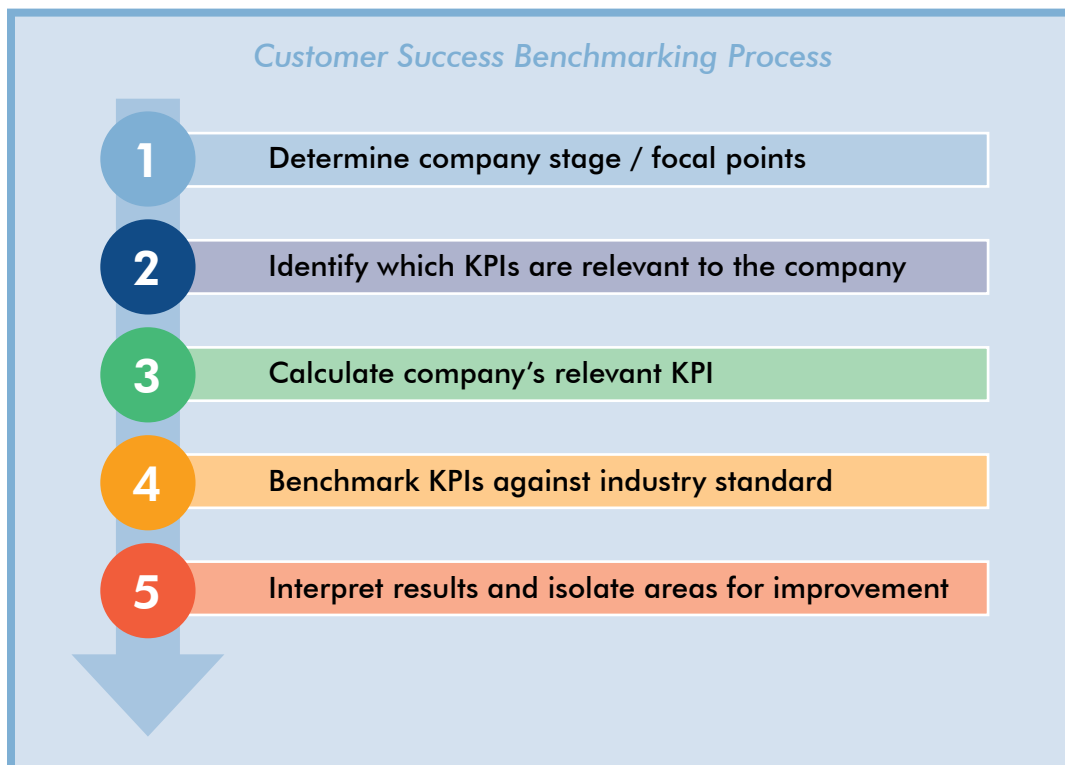 Customer Success Benchmarking Process
1 Determine company stage / focal points
2 Identify which KPIs are relevant to the company
3 Calculate company’s relevant KPI
4 Benchmark KPIs against industry standard
5 Interpret results and isolate areas for improvement